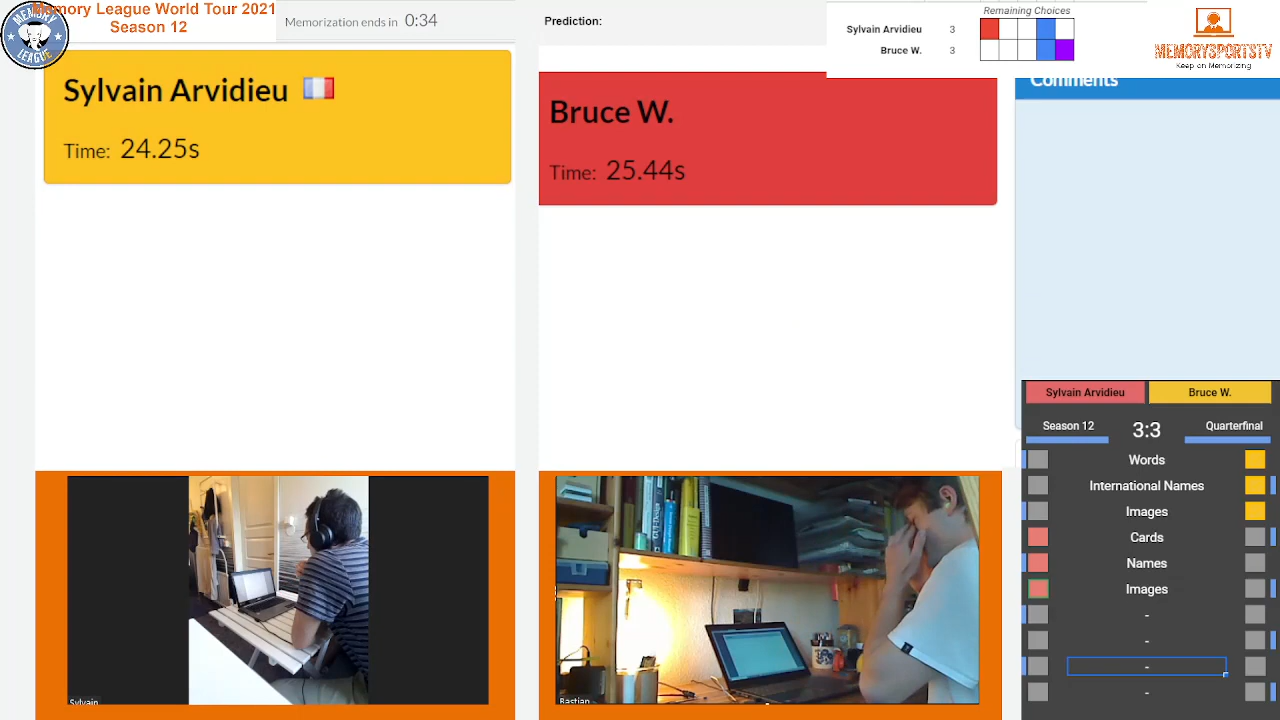 Memory League World Tour 2021
Season 12
MEMORY
LEAGUE
Memorization ends in 0:34
Prediction:
Sylvain Arvidieu 3
Bruce W. 3
Remaining Choices
MEMORYSPORTSTV
Keep on Memorizing
Sylvain Arvidieu
Time: 24.25s
Bruce W.
Time: 25.44s
Comments
Sylvain Arvidieu Bruce W.
Season 12 3:3 Quarterfinal
Words
International Names
Images
Cards
Names
Images
-
-
-
-
Sylvain
Bastian